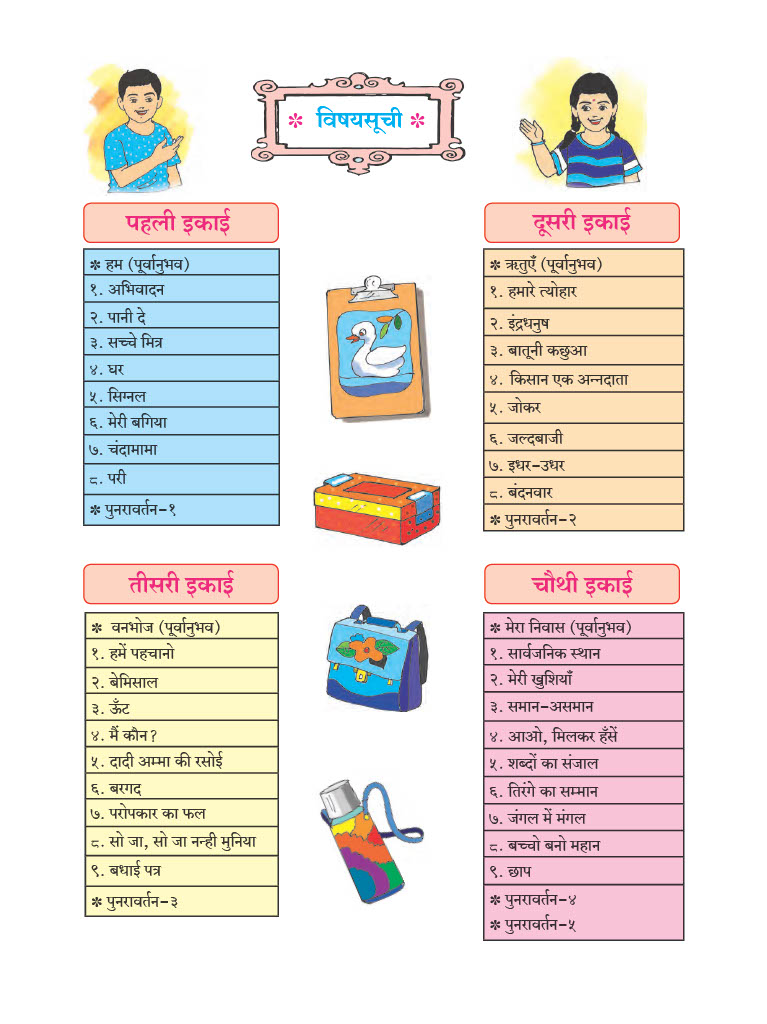 ✽ विषयसूची ✽
पहली इकाई
✽ हम (पूर्वानुभव)
१. अभिवादन
२. पानी दे
३. सच्चे मित्र
४. घर
५. सिग्नल
६. मेरी बगिया
७. चंदामामा
८. परी
✽ पुनरावर्तन-१
दूसरी इकाई
✽ ऋतुएँ (पूर्वानुभव)
१. हमारे त्योहार
२. इंद्रधनुष
३. बातूनी कछुआ
४. किसान एक अन्नदाता
५. जोकर
६. जल्दबाजी
७. इधर-उधर
८. बंदनवार
✽ पुनरावर्तन-२
तीसरी इकाई
✽ वनभोज (पूर्वानुभव)
१. हमें पहचानो
२. बेमिसाल
३. ऊँट
४. मैं कौन?
५. दादी अम्मा की रसोई
६. बरगद
७. परोपकार का फल
८. सो जा, सो जा नन्ही मुनिया
९. बधाई पत्र
✽ पुनरावर्तन-३
चौथी इकाई
✽ मेरा निवास (पूर्वानुभव)
१. सार्वजनिक स्थान
२. मेरी खुशियाँ
३. समान-असमान
४. आओ, मिलकर हँसें
५. शब्दों का संजाल
६. तिरंगे का सम्मान
७. जंगल में मंगल
८. बच्चो बनो महान
९. छाप
✽ पुनरावर्तन-४
✽ पुनरावर्तन-५